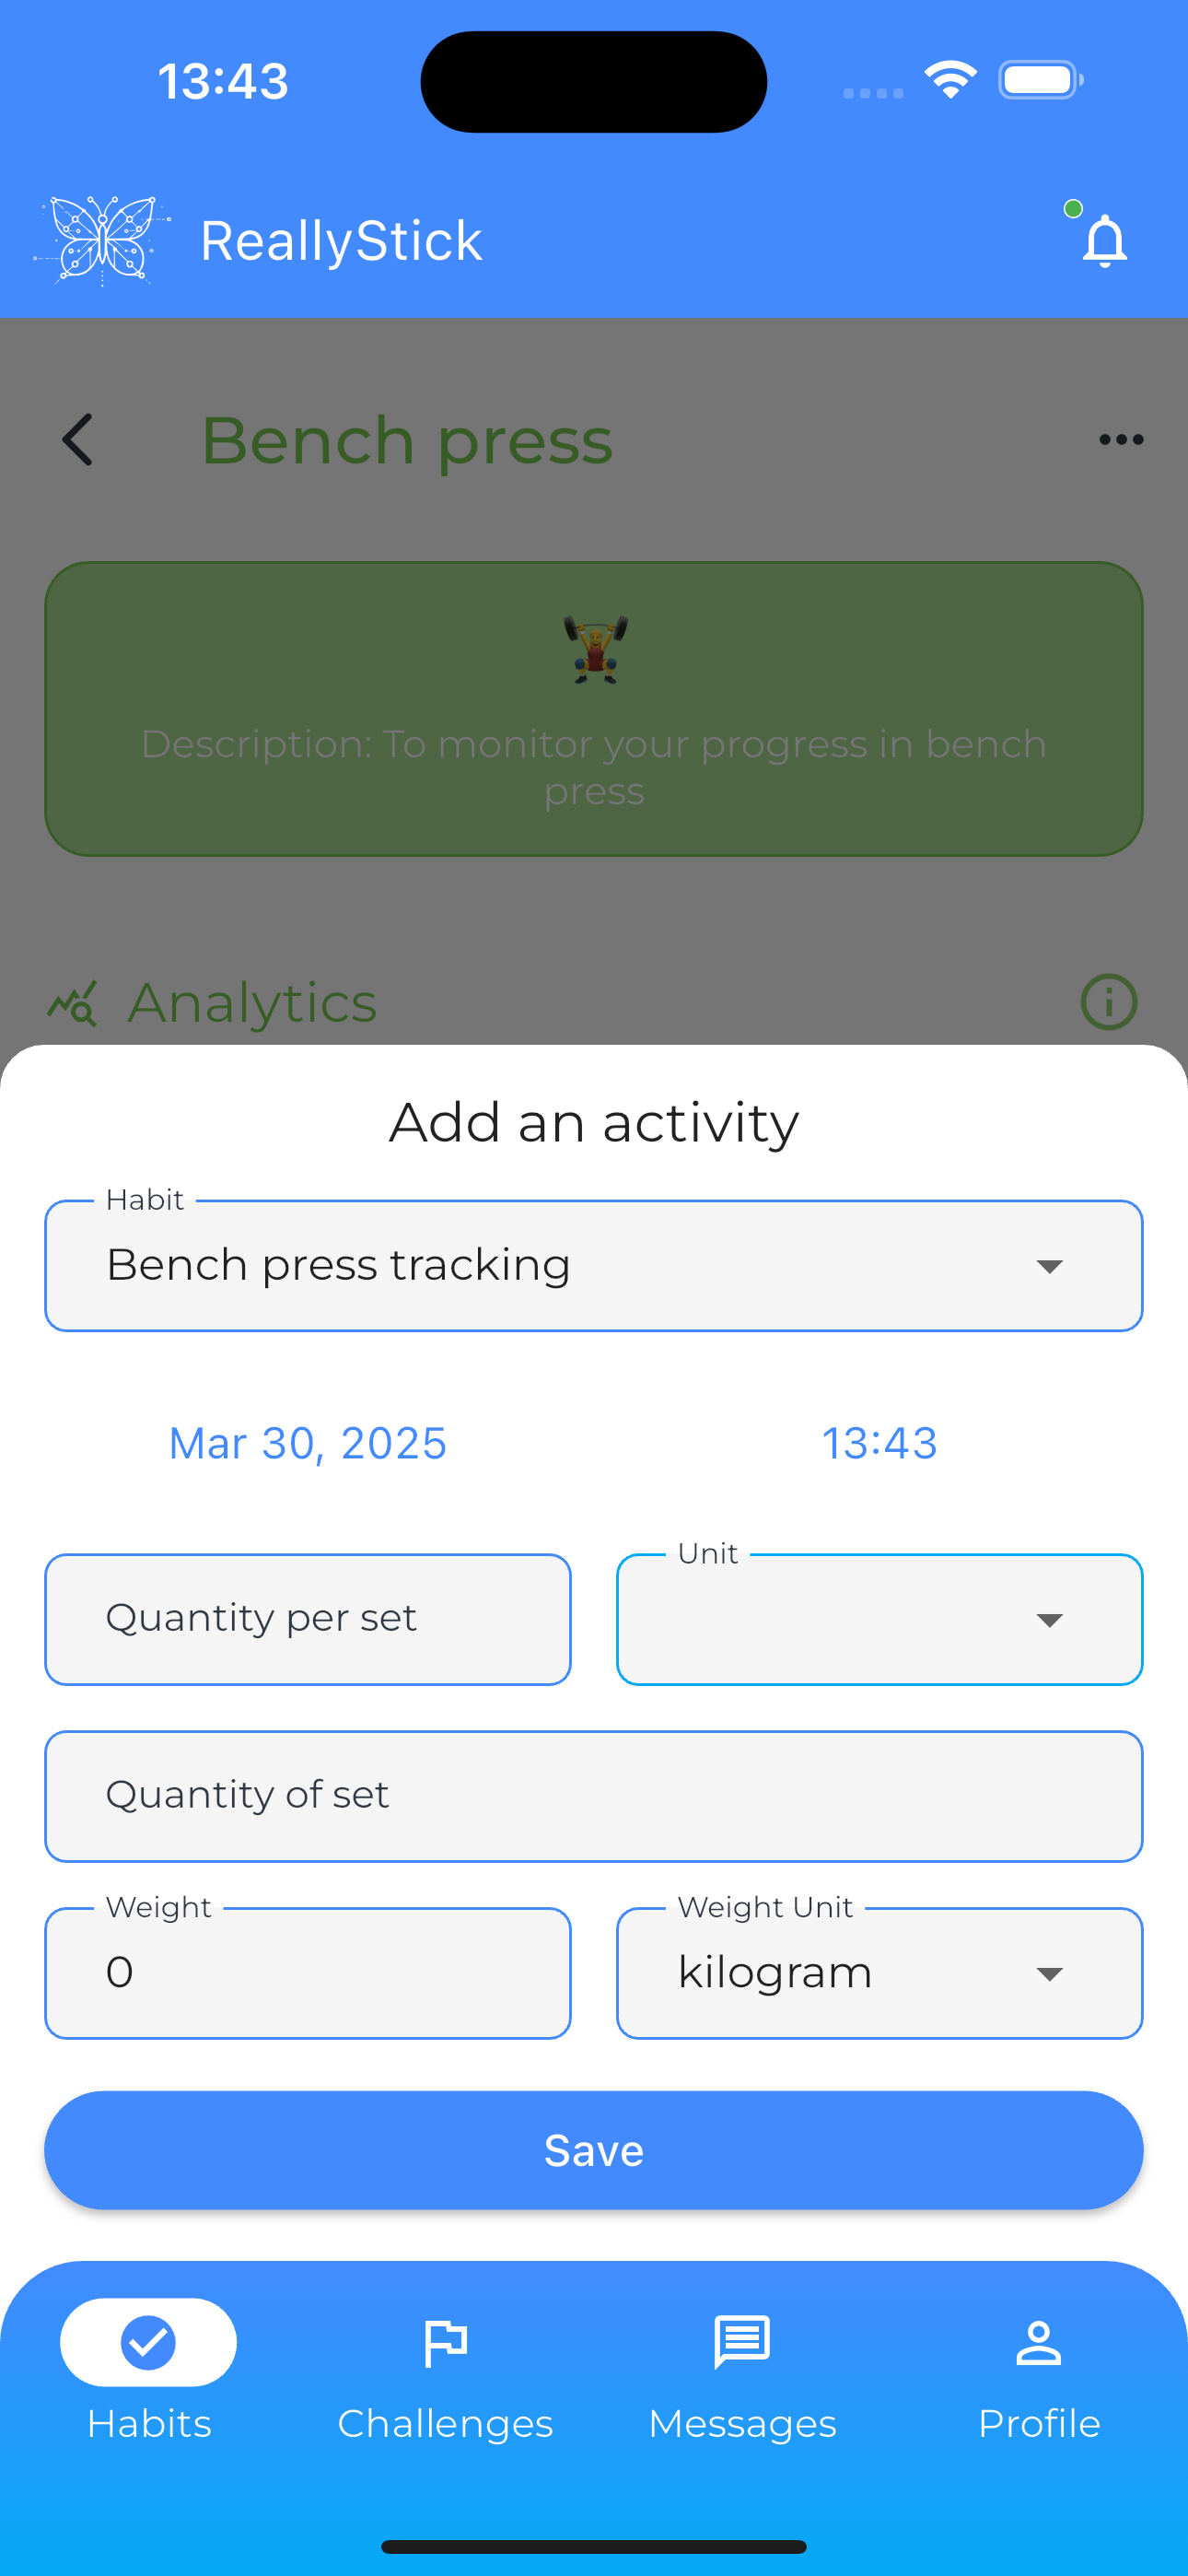 13:43
ReallyStick
Bench press
Description: To monitor your progress in bench
press
Analytics
Add an activity
Habit
Bench press tracking
Mar 30, 2025
13:43
Quantity per set
Unit
Quantity of set
Weight
0
Weight Unit
kilogram
Save
Habits
Challenges
Messages
Profile